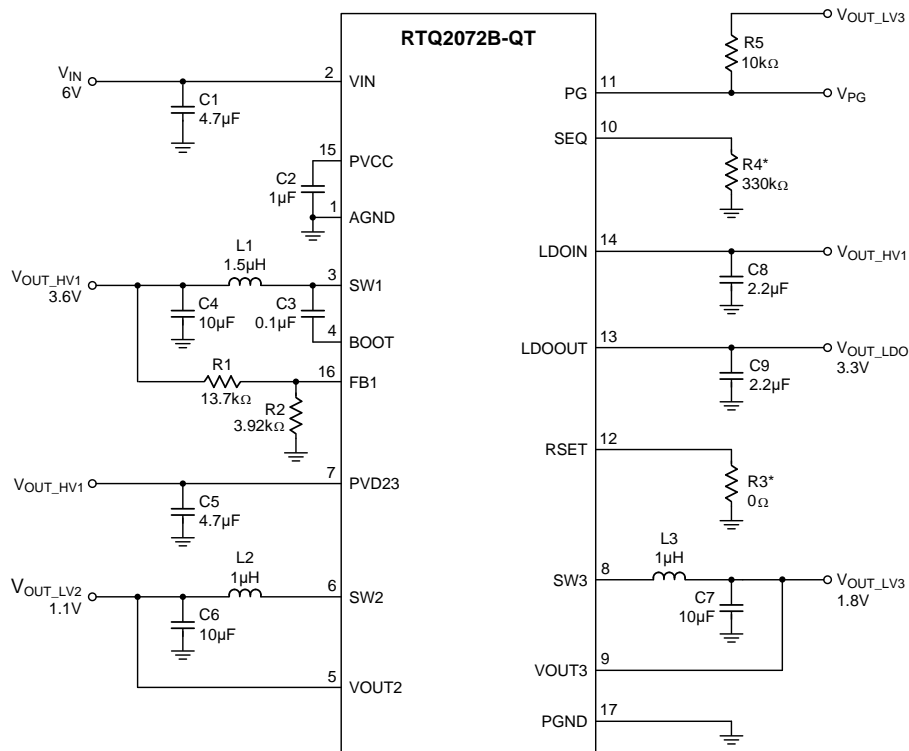 RTQ2072B-QT
VIN
6V
C1
4.7µF
2
VIN
15
PVCC
C2
1µF
1
AGND
L1
1.5µH
VOUT_HV1
3.6V
3
SW1
C4
10µF
C3
0.1µF
4
BOOT
R1
13.7kΩ
16
FB1
R2
3.92kΩ
VOUT_HV1
7
PVD23
C5
4.7µF
L2
1µH
VOUT_LV2
1.1V
6
SW2
C6
10µF
5
VOUT2
VOUT_LV3
R5
10kΩ
PG
11
VPG
SEQ
10
R4*
330kΩ
LDOIN
14
VOUT_HV1
C8
2.2µF
LDOOUT
13
VOUT_LDO
3.3V
C9
2.2µF
RSET
12
R3*
0Ω
L3
1µH
SW3
8
VOUT_LV3
1.8V
C7
10µF
VOUT3
9
PGND
17